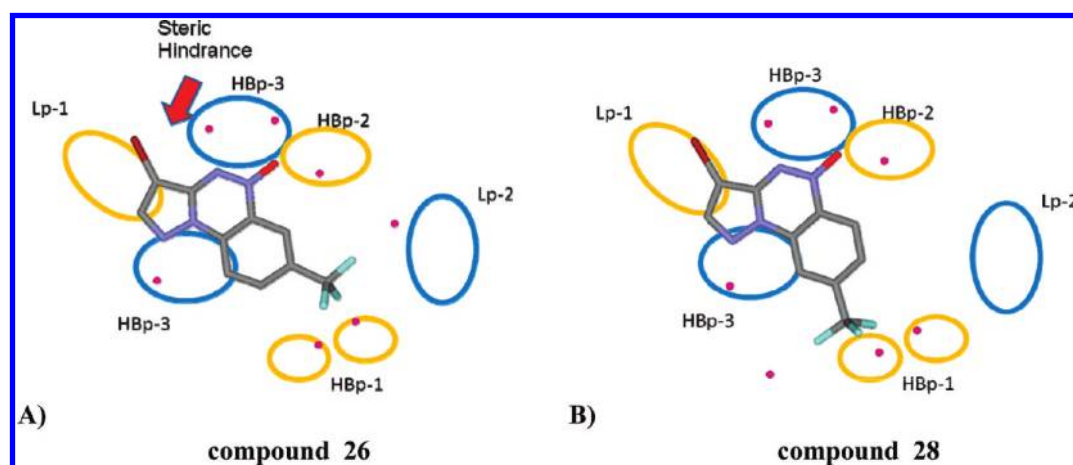 Steric
Hindrance
HBp-3
Lp-1
HBp-2
Lp-2
HBp-3
HBp-1
A)
compound 26
HBp-3
Lp-1
HBp-2
Lp-2
HBp-3
HBp-1
B)
compound 28